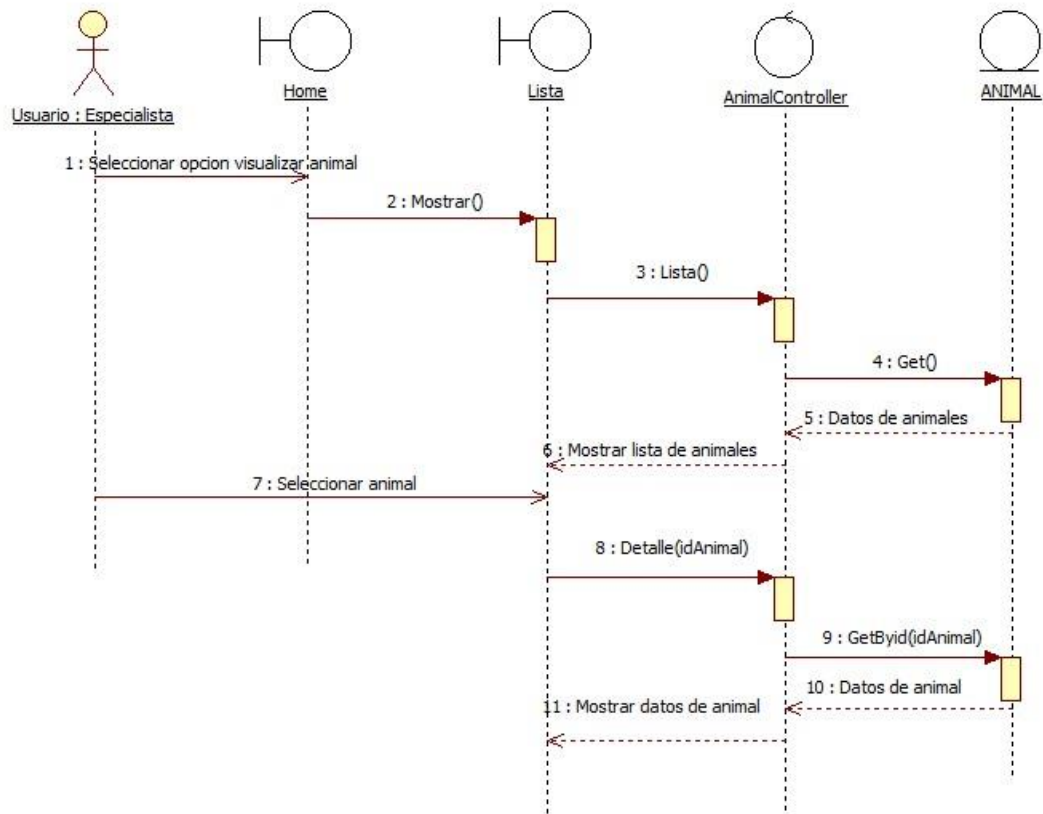 Usuario : Especialista
Home
Lista
AnimalController
ANIMAL
1 : Seleccionar opcion visualizar animal
2 : Mostrar()
3 : Lista()
4 : Get()
5 : Datos de animales
6 : Mostrar lista de animales
7 : Seleccionar animal
8 : Detalle(idAnimal)
9 : GetByid(idAnimal)
10 : Datos de animal
11 : Mostrar datos de animal